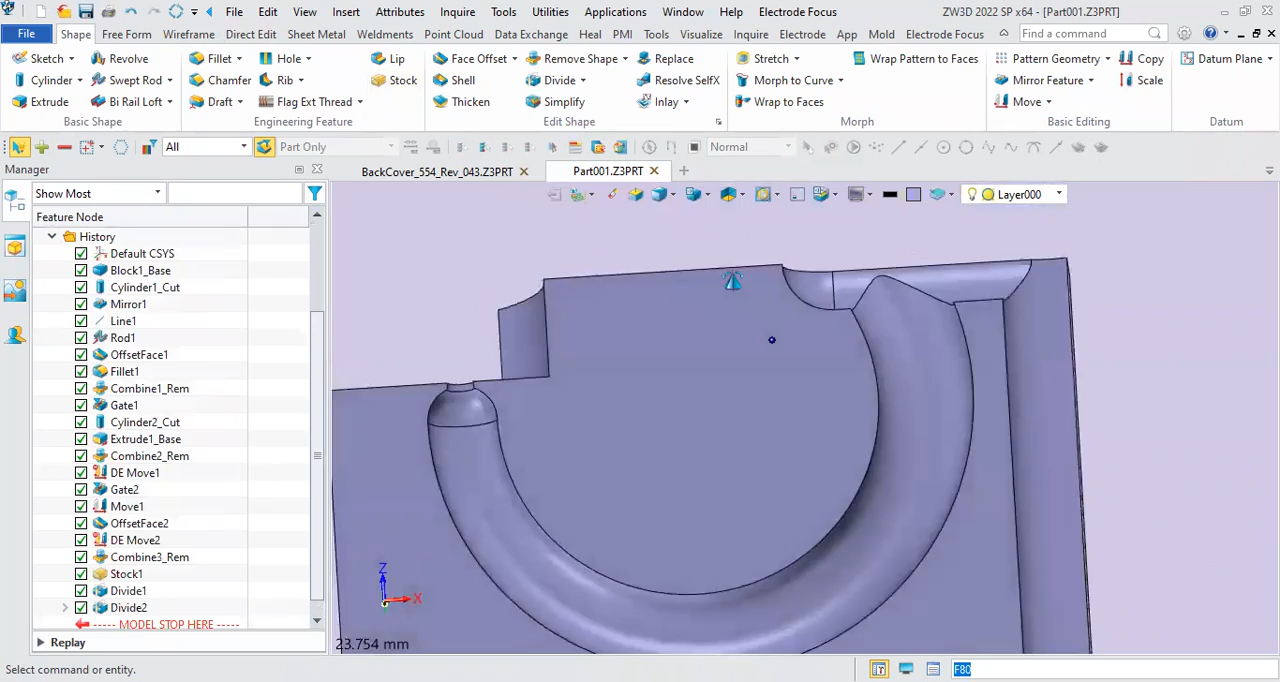 File Edit View Insert Attributes Inquire Tools Utilities Applications Window Help Electrode Focus ZW3D 2022 SP x64 - [Part001.Z3PRT]
File Shape Free Form Wireframe Direct Edit Sheet Metal Weldments Point Cloud Data Exchange Heal PMI Tools Visualize Inquire Electrode App Mold Electrode Focus Find a command
Sketch Revolve Fillet Hole Lip Face Offset Remove Shape Replace Stretch Wrap Pattern to Faces Pattern Geometry Copy Datum Plane
Cylinder Swept Rod Chamfer Rib Stock Shell Divide Resolve SelfX Morph to Curve Mirror Feature Scale
Extrude Bi Rail Loft Draft Flag Ext Thread Thicken Simplify Inlay Wrap to Faces Move
Basic Shape Engineering Feature Edit Shape Morph Basic Editing Datum
All Part Only Normal
Manager BackCover_554_Rev_043.Z3PRT Part001.Z3PRT
Show Most Layer000
Feature Node
History
Default CSYS
Block1_Base
Cylinder1_Cut
Mirror1
Line1
Rod1
OffsetFace1
Fillet1
Combine1_Rem
Gate1
Cylinder2_Cut
Extrude1_Base
Combine2_Rem
DE Move1
Gate2
Move1
OffsetFace2
DE Move2
Combine3_Rem
Stock1
Divide1
Divide2
----- MODEL STOP HERE -----
Replay
Z
X
23.754 mm
Select command or entity. F80